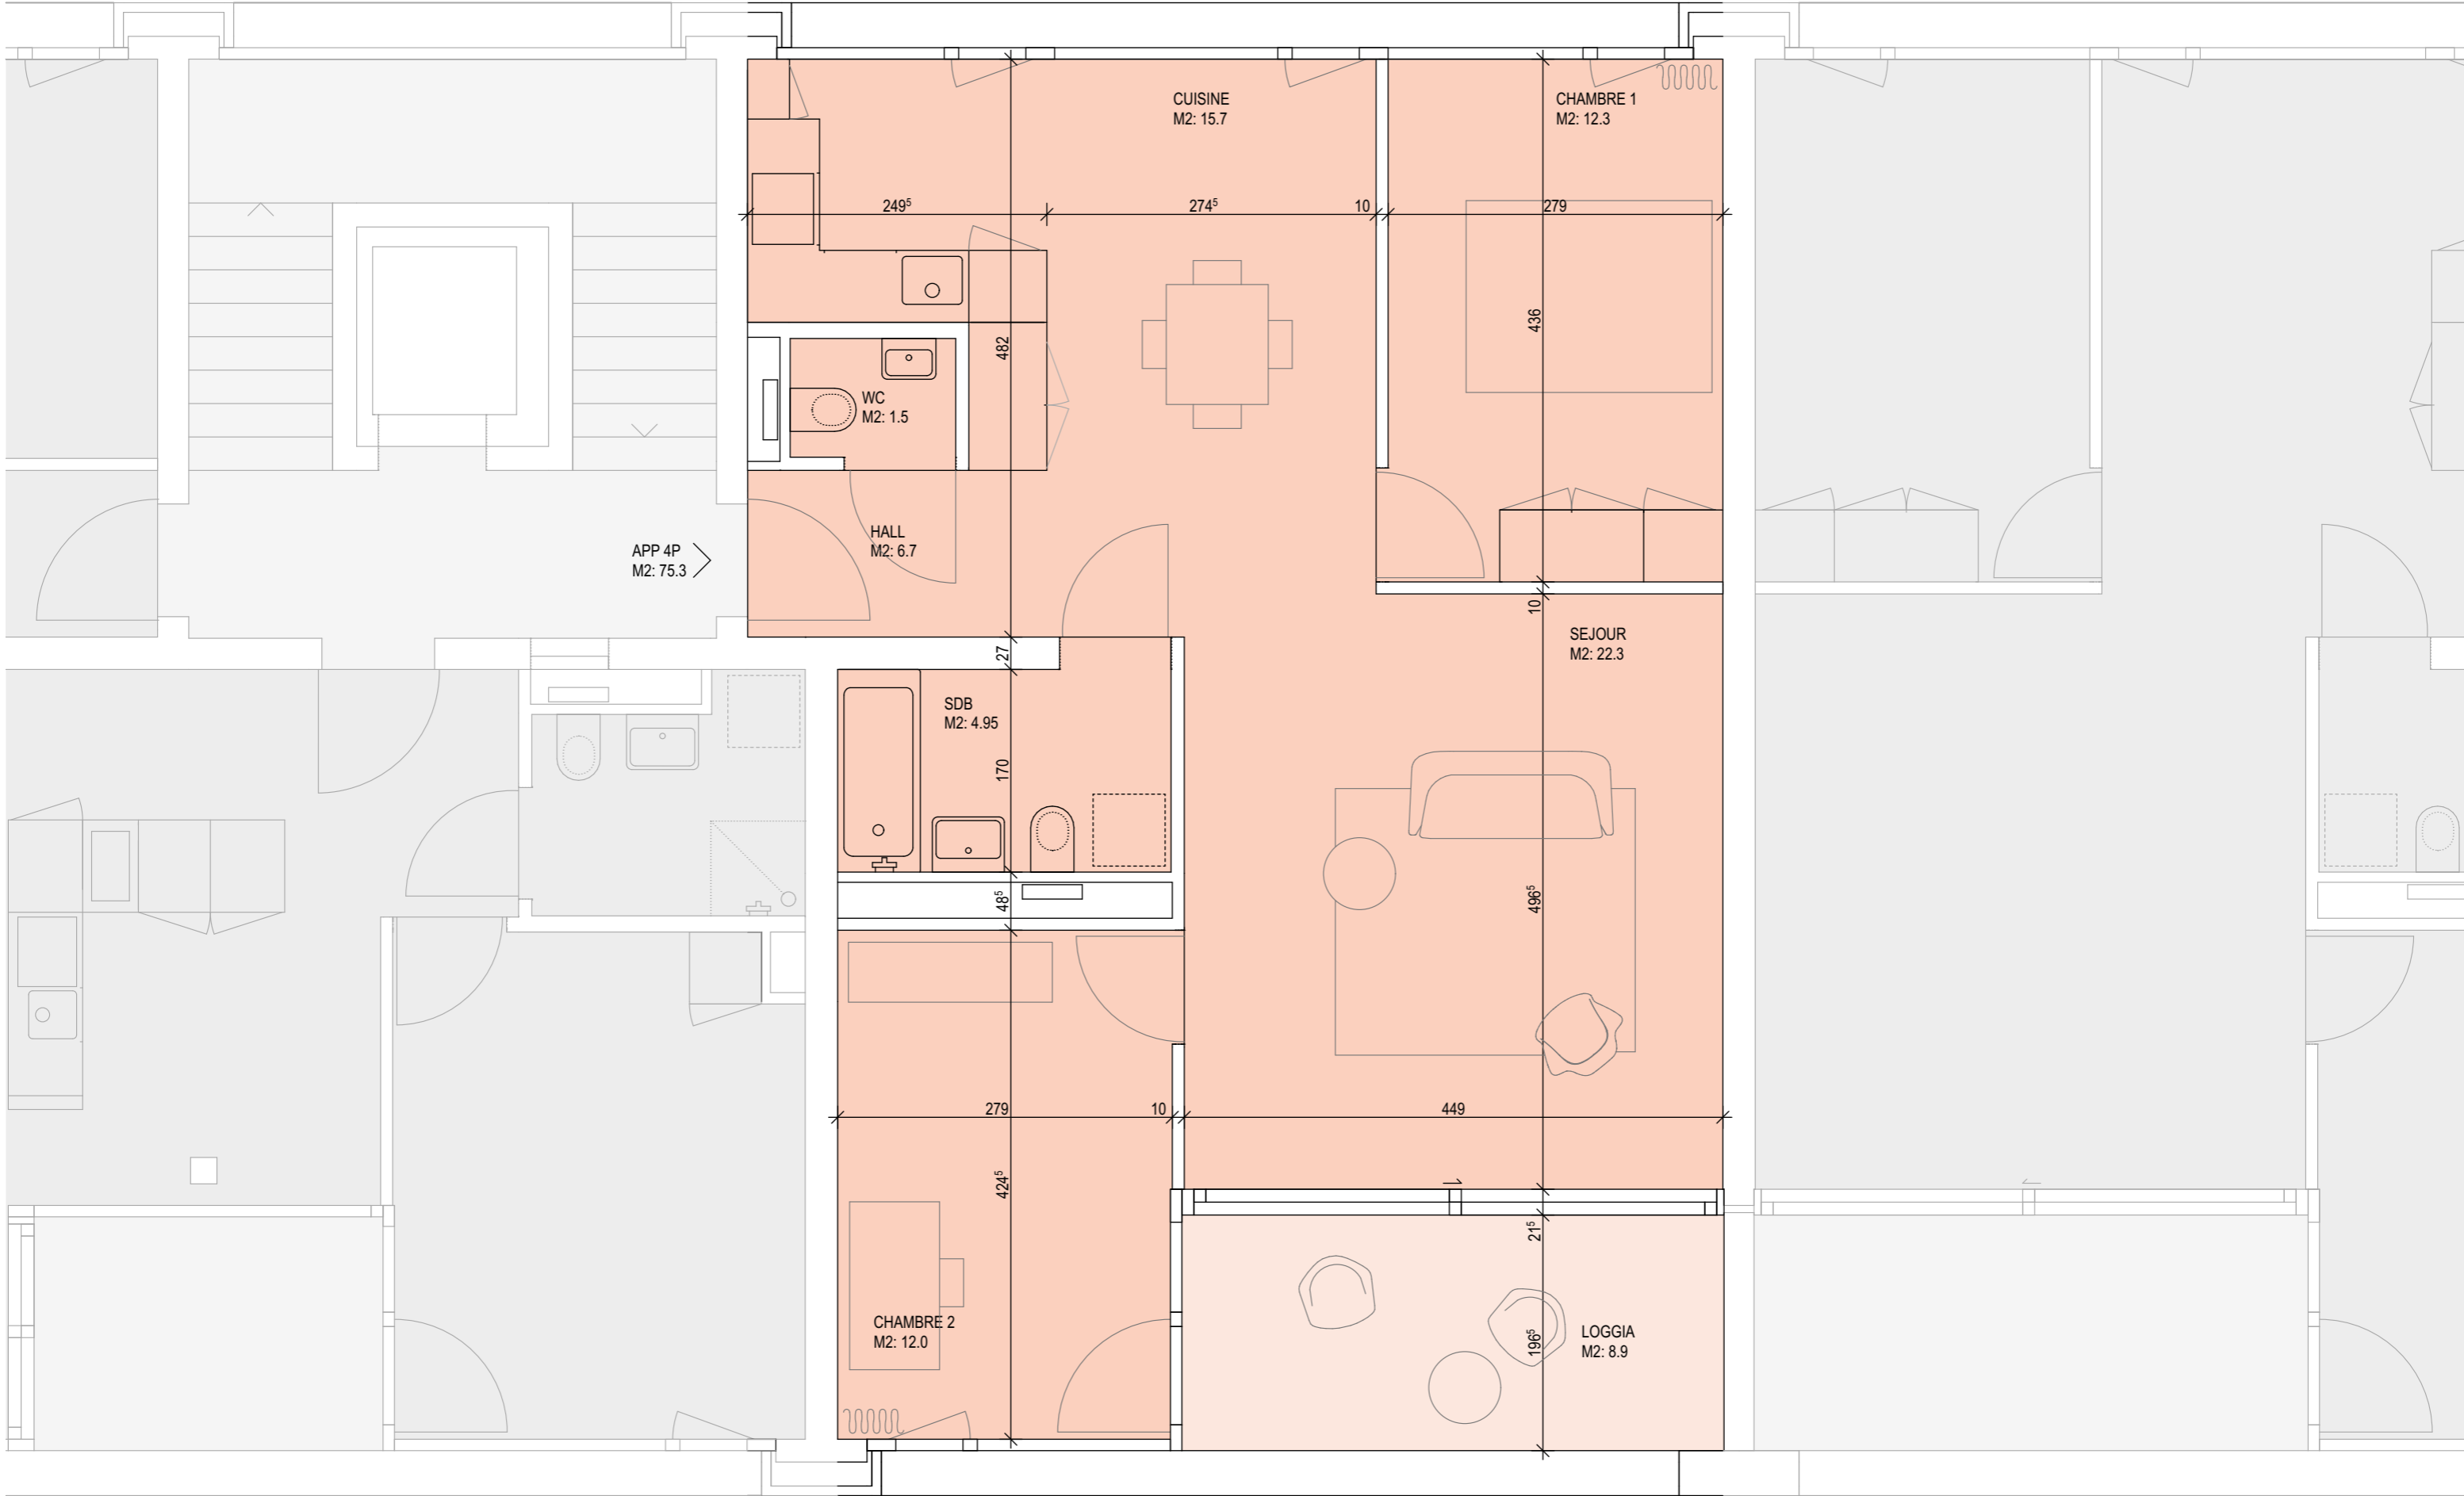 CUISINE
M2: 15.7
CHAMBRE 1
M2: 12.3
249⁵
274⁵
10
279
436
482
WC
M2: 1.5
HALL
M2: 6.7
APP 4P
M2: 75.3
10
SEJOUR
M2: 22.3
27
SDB
M2: 4.95
170
48⁵
496⁵
279
10
449
424⁵
21⁵
CHAMBRE 2
M2: 12.0
196⁵
LOGGIA
M2: 8.9